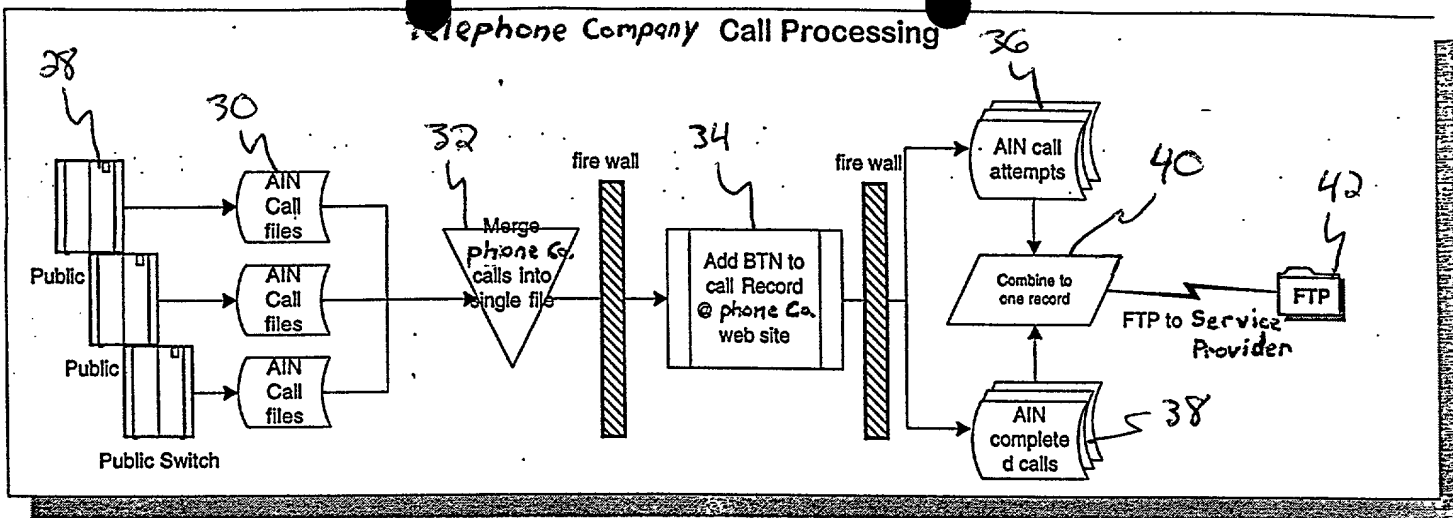 Telephone Company Call Processing
28
30
32
34
36
40
42
38
Public
Public
Public Switch
AIN
Call
files
AIN
Call
files
AIN
Call
files
Merge
phone Co.
calls into
single file
fire wall
Add BTN to
call Record
@ phone Co.
web site
fire wall
AIN call
attempts
Combine to
one record
AIN
complete
d calls
FTP to Service
Provider
FTP